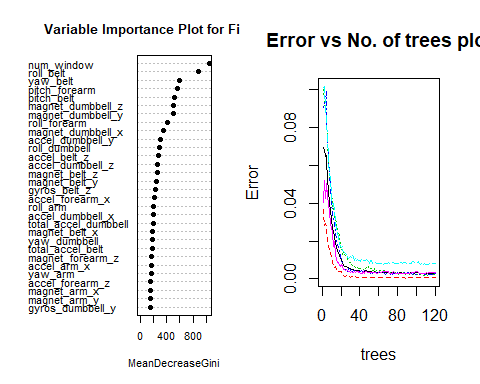 Variable Importance Plot for Fi
num_window
roll_belt
yaw_belt
pitch_forearm
pitch_belt
magnet_dumbbell_z
magnet_dumbbell_y
roll_forearm
magnet_dumbbell_x
accel_dumbbell_y
roll_dumbbell
accel_belt_z
accel_dumbbell_z
magnet_belt_z
magnet_belt_y
gyros_belt_z
accel_forearm_x
roll_arm
accel_dumbbell_x
total_accel_dumbbell
magnet_belt_x
yaw_dumbbell
total_accel_belt
magnet_forearm_z
accel_arm_x
yaw_arm
accel_forearm_z
magnet_arm_x
magnet_arm_y
gyros_dumbbell_y
0 400 800
MeanDecreaseGini
Error vs No. of trees plo
Error
0.08
0.04
0.00
0 40 80 120
trees